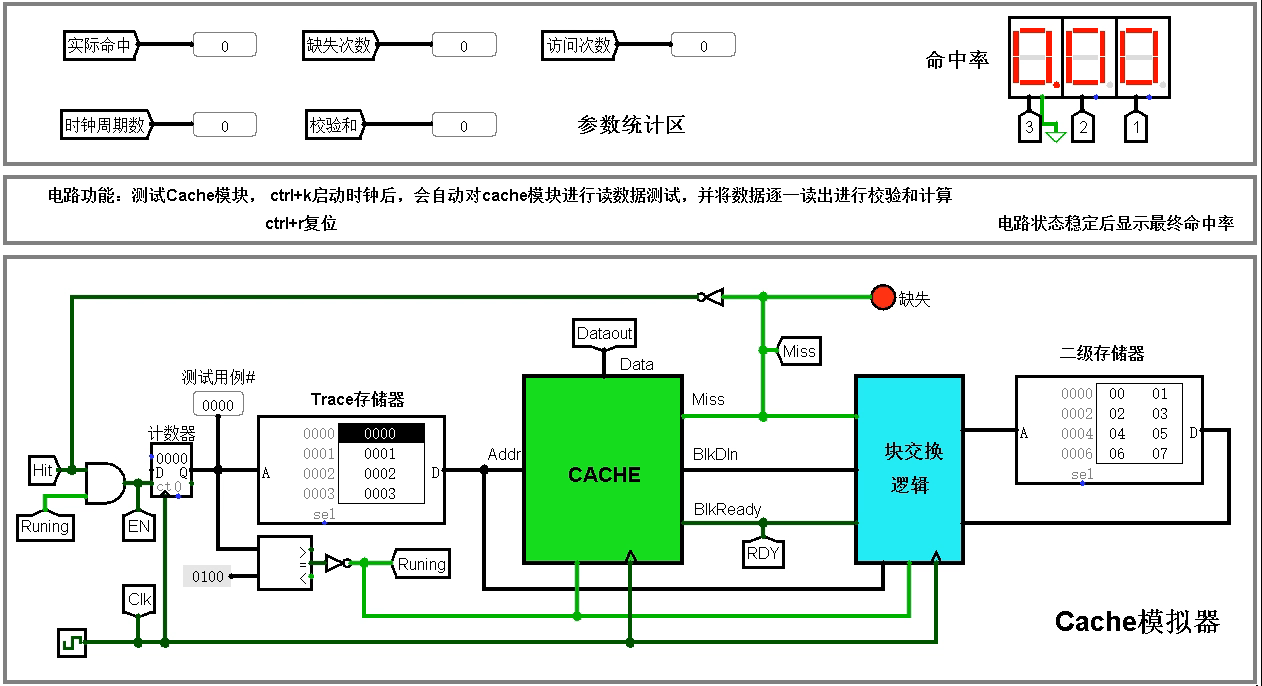 实际命中 0 缺失次数 0 访问次数 0
命中率 0.00
3 2 1
时钟周期数 0 校验和 0 参数统计区
电路功能：测试Cache模块， ctrl+k启动时钟后，会自动对cache模块进行读数据测试，并将数据逐一读出进行校验和计算
ctrl+r复位
电路状态稳定后显示最终命中率
缺失
Dataout
Miss
Data
二级存储器
测试用例#
0000
Trace存储器
Miss
计数器
0000
D Q
ct0
Hit
Runing
EN
A
0000 0000
0001 0001
0002 0002
0003 0003
D
sel
Addr
CACHE
BlkDIn
BlkReady
RDY
块交换
逻辑
A
0000 00 01
0002 02 03
0004 04 05
0006 06 07
D
sel
>
=
<
Runing
0100
Clk
Cache模拟器